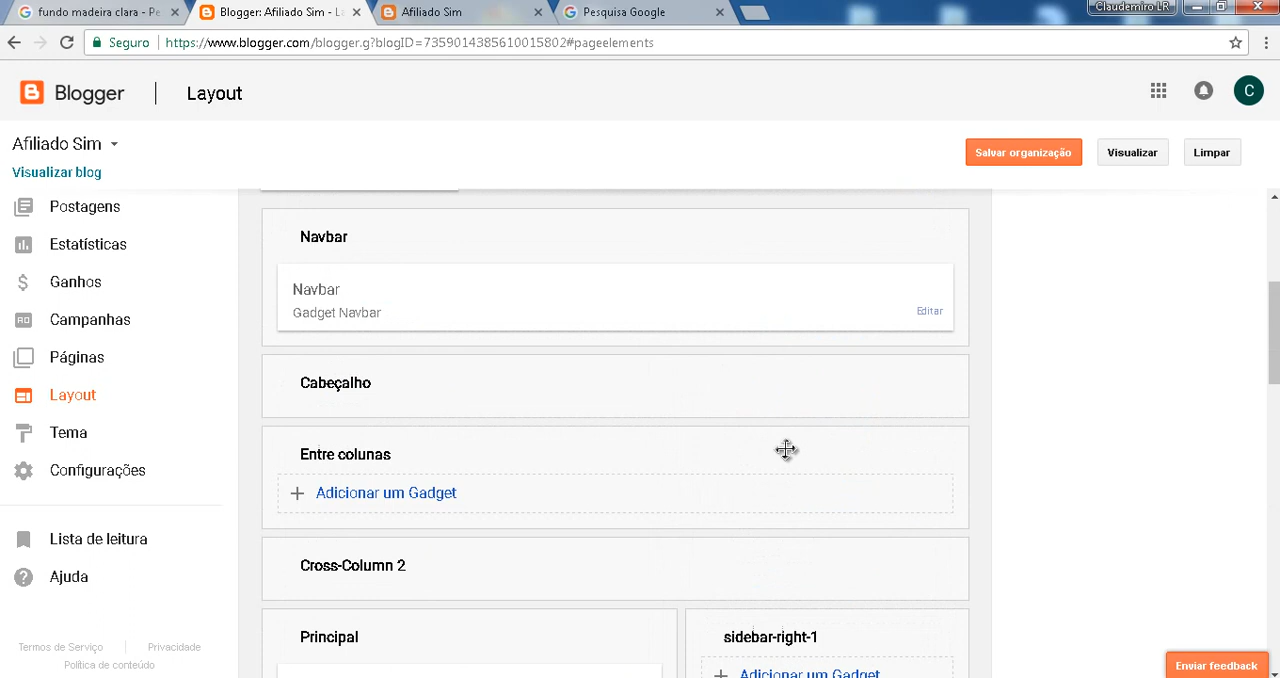 fundo madeira clara - Pe
Blogger: Afiliado Sim - La
Afiliado Sim
Pesquisa Google
Claudemiro LR
Seguro
https://www.blogger.com/blogger.g?blogID=7359014385610015802#pageelements
Blogger
Layout
C
Afiliado Sim
Visualizar blog
Salvar organização
Visualizar
Limpar
Postagens
Estatísticas
Ganhos
Campanhas
Páginas
Layout
Tema
Configurações
Lista de leitura
Ajuda
Termos de Serviço
Privacidade
Política de conteúdo
Navbar
Navbar
Gadget Navbar
Editar
Cabeçalho
Entre colunas
Adicionar um Gadget
Cross-Column 2
Principal
sidebar-right-1
Adicionar um Gadget
Enviar feedback